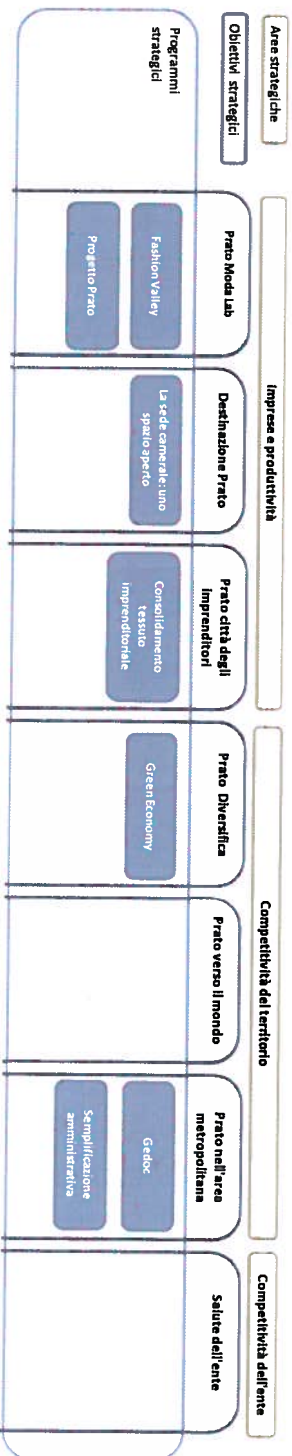 Aree strategiche
imprese e produttività
Competitività del territorio
Competitività dell'ente
Obiettivi strategici
Prato Moda Lab
Destinazione Prato
Prato città degli
imprenditori
Prato Diversifica
Prato verso il mondo
Prato nell'area
metropolitana
Salute dell'ente
Programmi
strategici
Fashion Valley
Progetto Prato
La sede camerale: uno
spazio aperto
Consolidamento
tessuto
imprenditoriale
Green Economy
Gedoc
Semplificazione
amministrativa